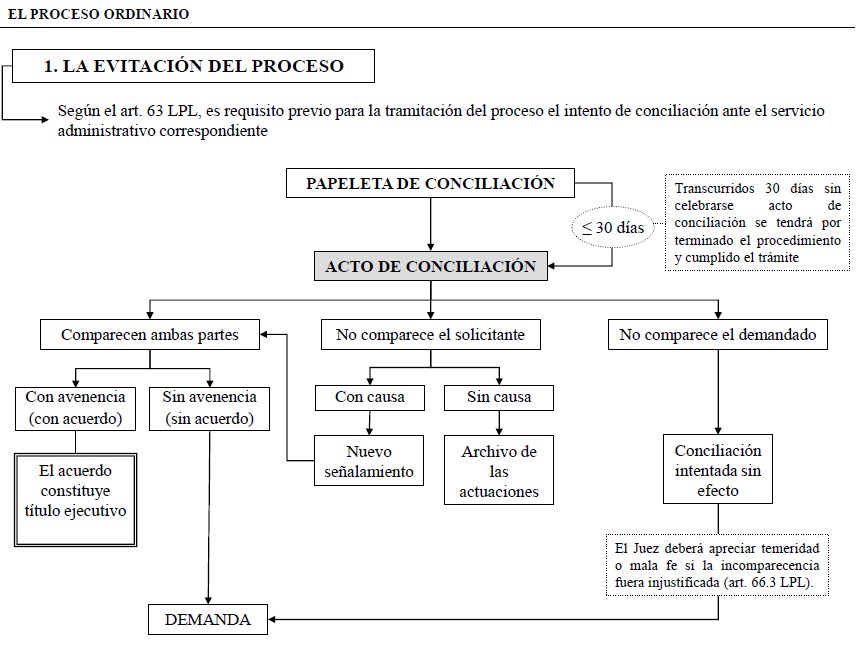 EL PROCESO ORDINARIO
1. LA EVITACIÓN DEL PROCESO
Según el art. 63 LPL, es requisito previo para la tramitación del proceso el intento de conciliación ante el servicio
administrativo correspondiente
PAPELETA DE CONCILIACIÓN
≤ 30 días
Transcurridos 30 días sin
celebrarse acto de
conciliación se tendrá por
terminado el procedimiento
y cumplido el trámite
ACTO DE CONCILIACIÓN
Comparecen ambas partes
No comparece el solicitante
No comparece el demandado
Con avenencia
(con acuerdo)
Sin avenencia
(sin acuerdo)
Con causa
Sin causa
El acuerdo
constituye
título ejecutivo
Nuevo
señalamiento
Archivo de
las
actuaciones
Conciliación
intentada sin
efecto
El Juez deberá apreciar temeridad
o mala fe si la incomparecencia
fuera injustificada (art. 66.3 LPL).
DEMANDA